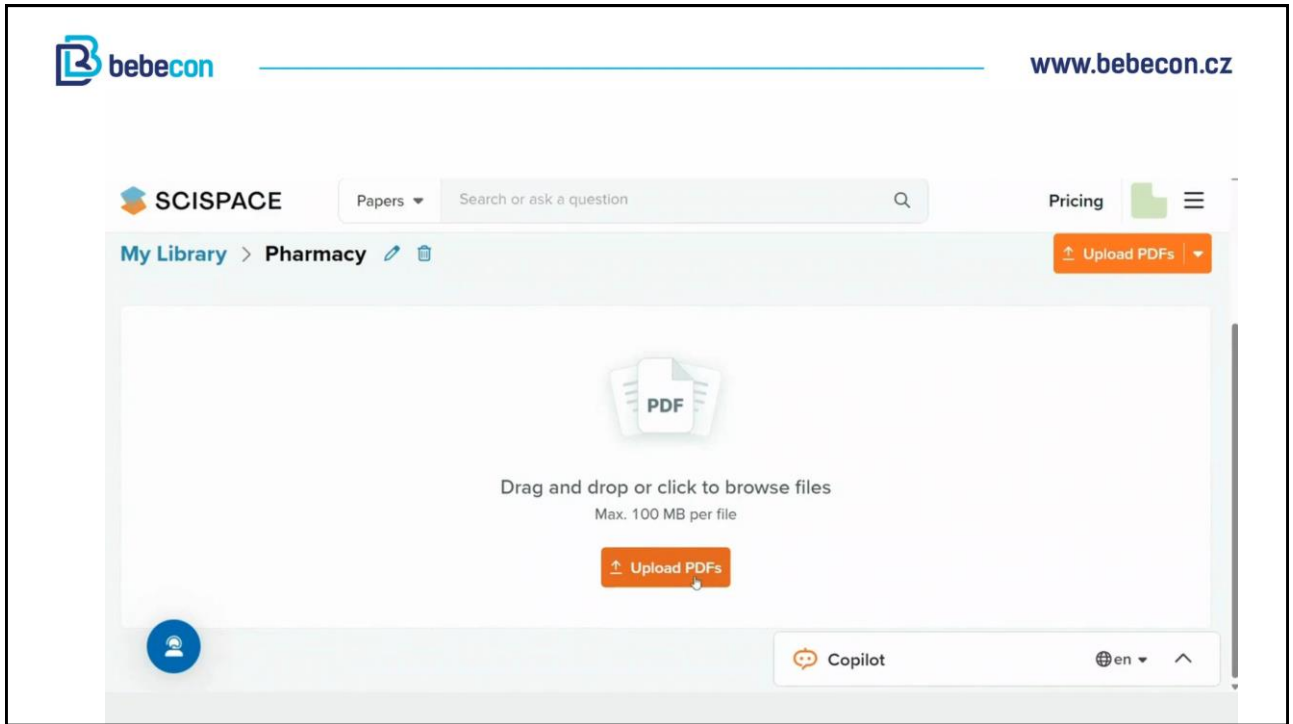 bebecon
www.bebecon.cz
SCISPACE
Papers
Search or ask a question
Pricing
My Library > Pharmacy
Upload PDFs
PDF
Drag and drop or click to browse files
Max. 100 MB per file
Upload PDFs
Copilot
en